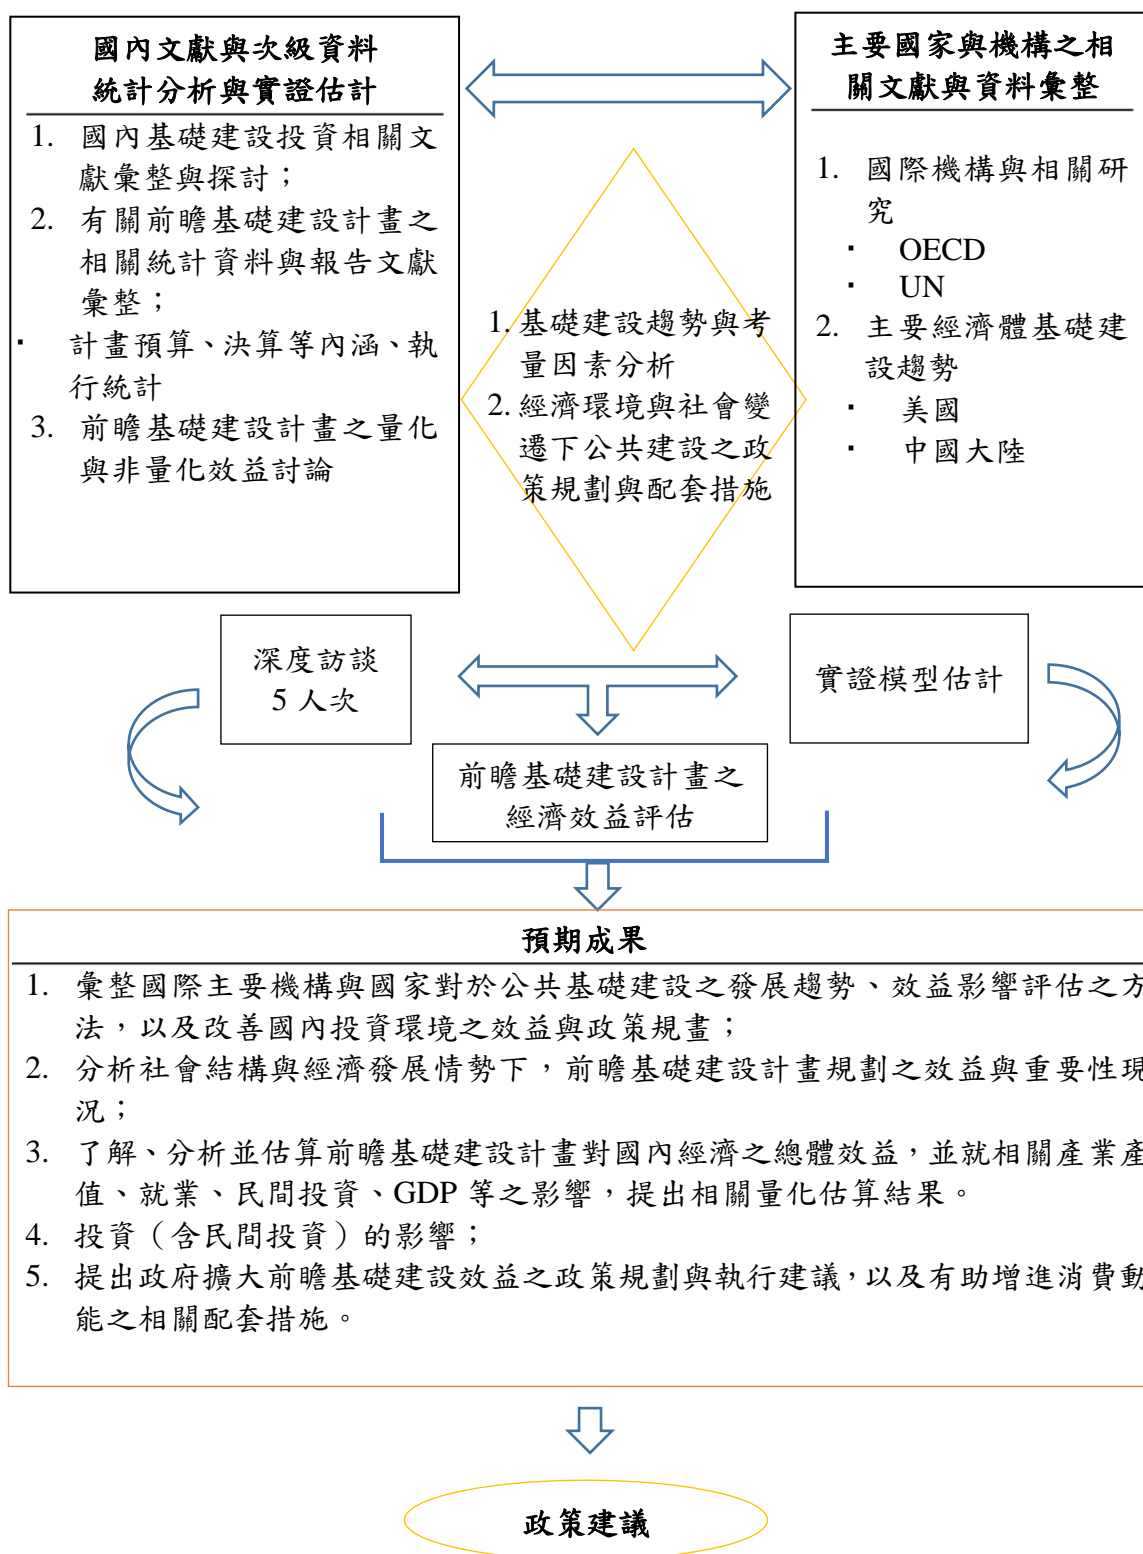 國內文獻與次級資料
統計分析與實證估計
1. 國內基礎建設投資相關文
獻彙整與探討；
2. 有關前瞻基礎建設計畫之
相關統計資料與報告文獻
彙整；
▪ 計畫預算、決算等內涵、執
行統計
3. 前瞻基礎建設計畫之量化
與非量化效益討論
主要國家與機構之相
關文獻與資料彙整
1. 國際機構與相關研
究
▪ OECD
▪ UN
2. 主要經濟體基礎建
設趨勢
▪ 美國
▪ 中國大陸
1. 基礎建設趨勢與考
量因素分析
2. 經濟環境與社會變
遷下公共建設之政
策規劃與配套措施
深度訪談
5 人次
實證模型估計
前瞻基礎建設計畫之
經濟效益評估
預期成果
1. 彙整國際主要機構與國家對於公共基礎建設之發展趨勢、效益影響評估之方
法，以及改善國內投資環境之效益與政策規畫；
2. 分析社會結構與經濟發展情勢下，前瞻基礎建設計畫規劃之效益與重要性現
況；
3. 了解、分析並估算前瞻基礎建設計畫對國內經濟之總體效益，並就相關產業產
值、就業、民間投資、GDP 等之影響，提出相關量化估算結果。
4. 投資（含民間投資）的影響；
5. 提出政府擴大前瞻基礎建設效益之政策規劃與執行建議，以及有助增進消費動
能之相關配套措施。
政策建議